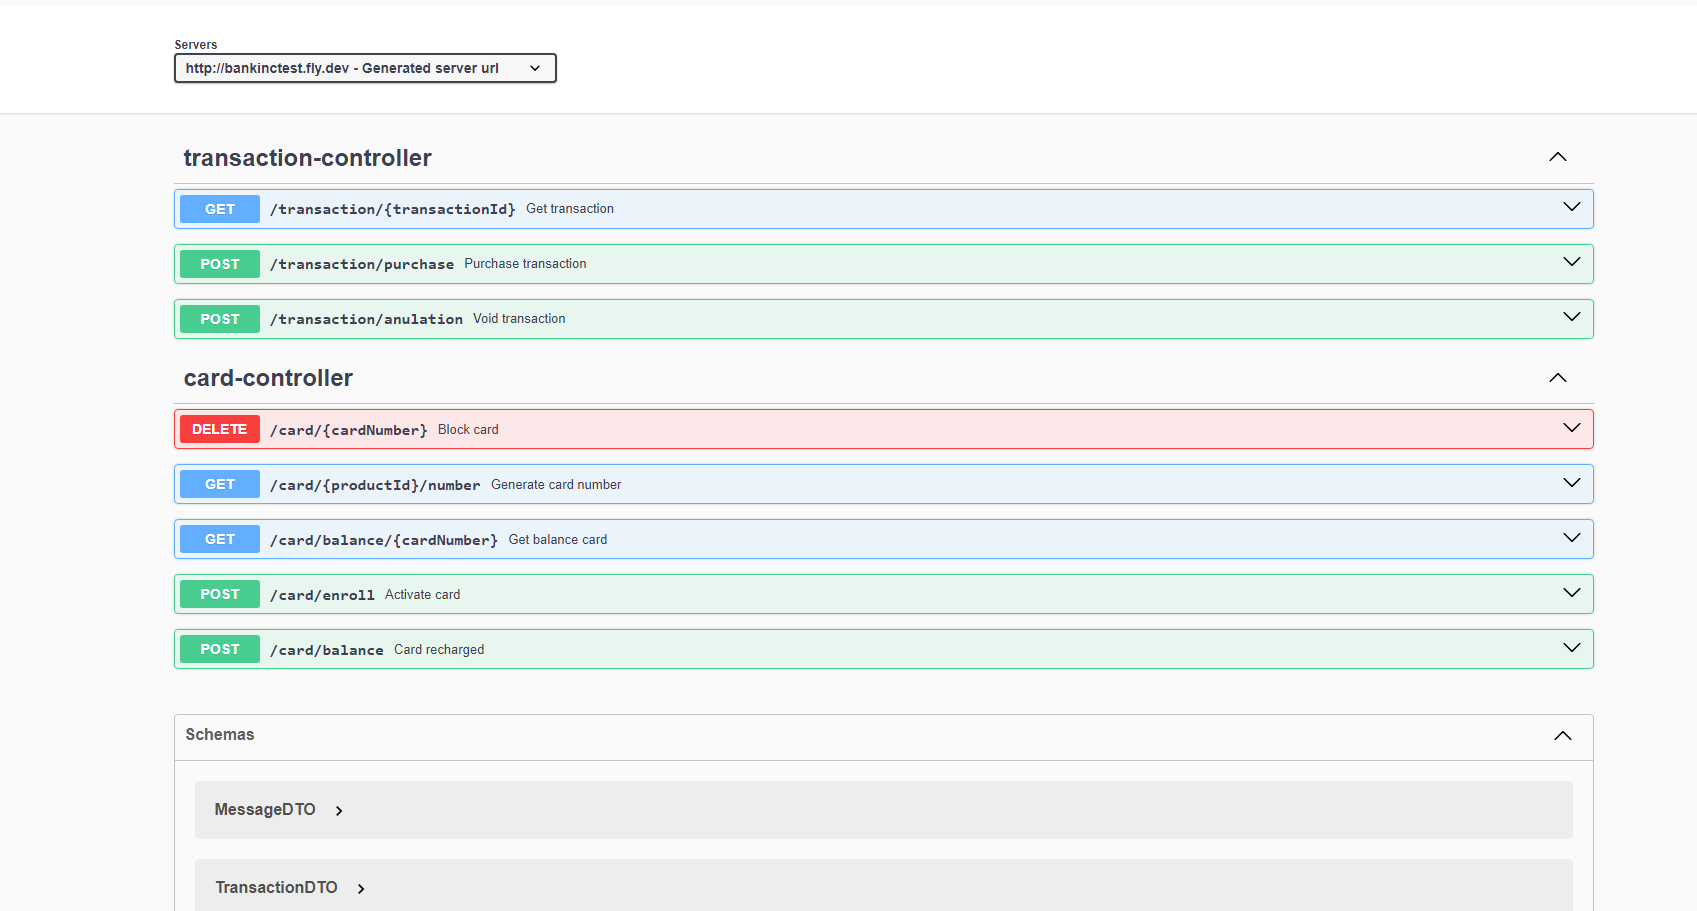 Servers
http://bankinctest.fly.dev - Generated server url
transaction-controller
GET /transaction/{transactionId} Get transaction
POST /transaction/purchase Purchase transaction
POST /transaction/anulation Void transaction
card-controller
DELETE /card/{cardNumber} Block card
GET /card/{productId}/number Generate card number
GET /card/balance/{cardNumber} Get balance card
POST /card/enroll Activate card
POST /card/balance Card recharged
Schemas
MessageDTO
TransactionDTO